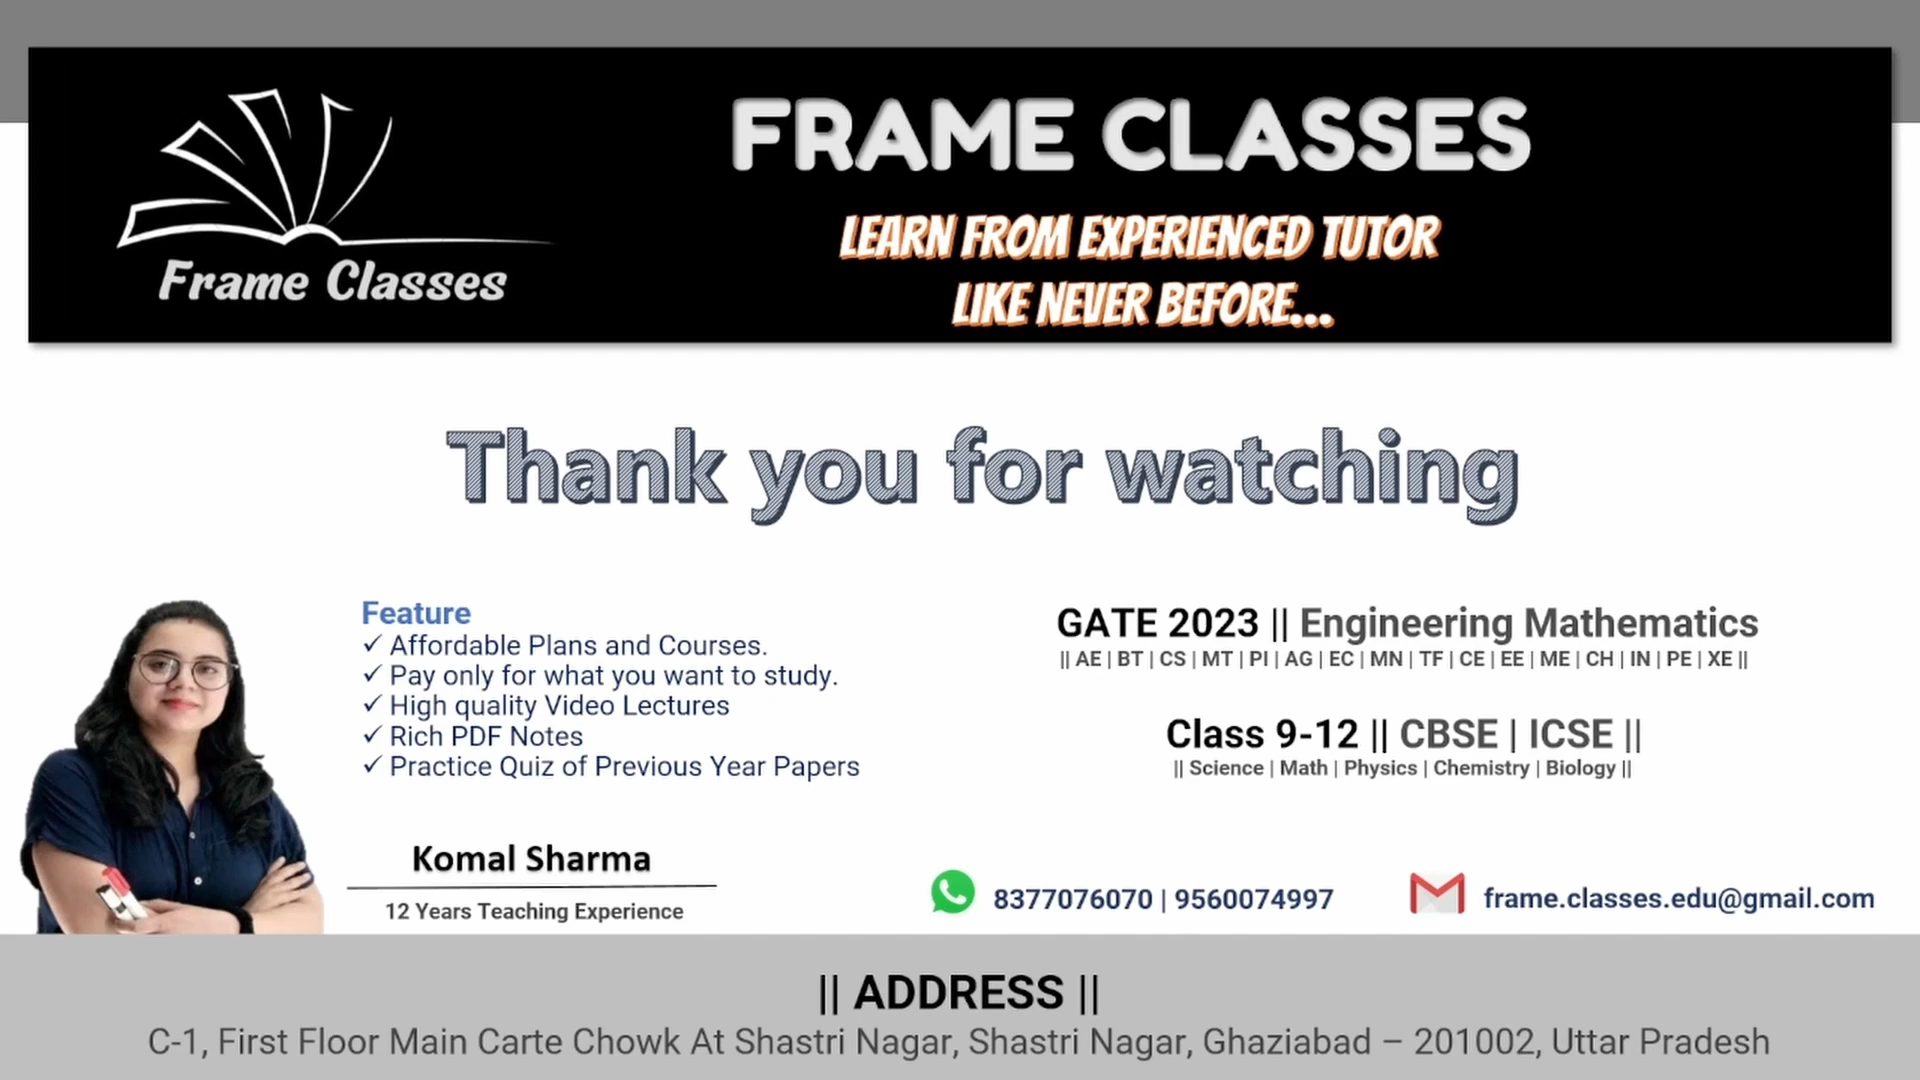 Frame Classes
FRAME CLASSES
LEARN FROM EXPERIENCED TUTOR
LIKE NEVER BEFORE...
Thank you for watching
Feature
✓ Affordable Plans and Courses.
✓ Pay only for what you want to study.
✓ High quality Video Lectures
✓ Rich PDF Notes
✓ Practice Quiz of Previous Year Papers
GATE 2023 || Engineering Mathematics
|| AE | BT | CS | MT | PI | AG | EC | MN | TF | CE | EE | ME | CH | IN | PE | XE ||
Class 9-12 || CBSE | ICSE ||
|| Science | Math | Physics | Chemistry | Biology ||
Komal Sharma
12 Years Teaching Experience
8377076070 | 9560074997
frame.classes.edu@gmail.com
|| ADDRESS ||
C-1, First Floor Main Carte Chowk At Shastri Nagar, Shastri Nagar, Ghaziabad – 201002, Uttar Pradesh